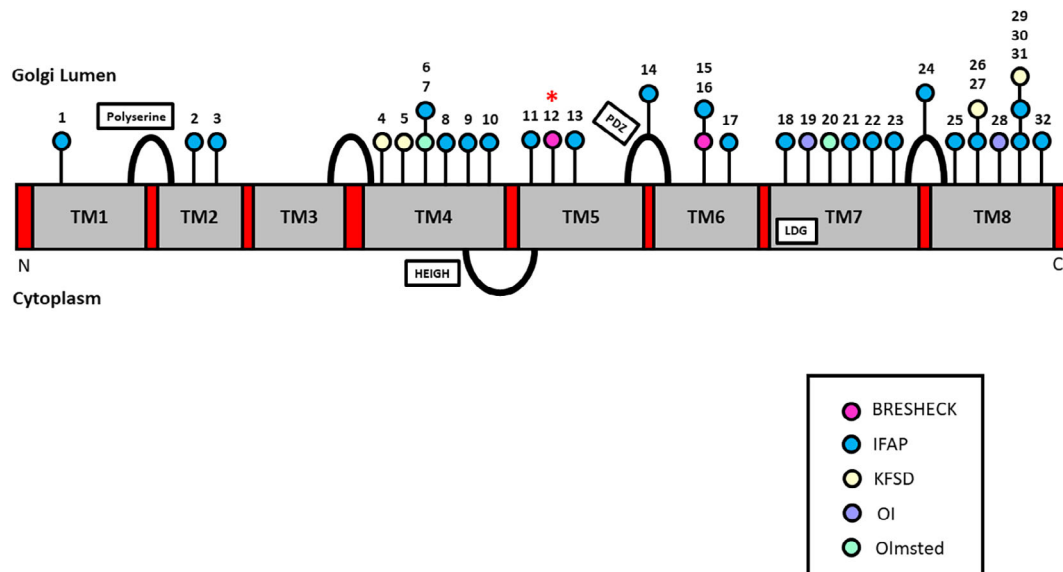 29
30
31
26
27
6
7
14
15
16
24
Golgi Lumen
Polyserine
PDZ
*
1
2
3
4
5
8
9
10
11
12
13
17
18
19
20
21
22
23
25
28
32
TM1
TM2
TM3
TM4
TM5
TM6
TM7
TM8
LDG
N
C
HEIGH
Cytoplasm
BRESHECK
IFAP
KFSD
OI
Olmsted